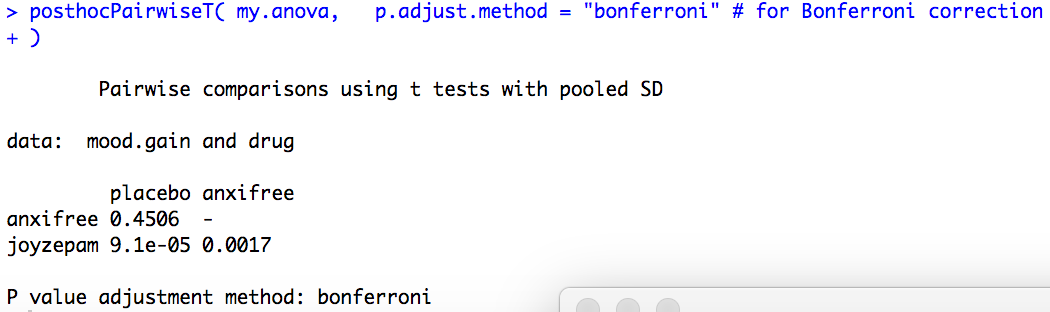 > posthocPairwiseT( my.anova,   p.adjust.method = "bonferroni" # for Bonferroni correction
+ )
Pairwise comparisons using t tests with pooled SD
data:  mood.gain and drug
placebo anxifree
anxifree 0.4506  -
joyzepam 9.1e-05 0.0017
P value adjustment method: bonferroni